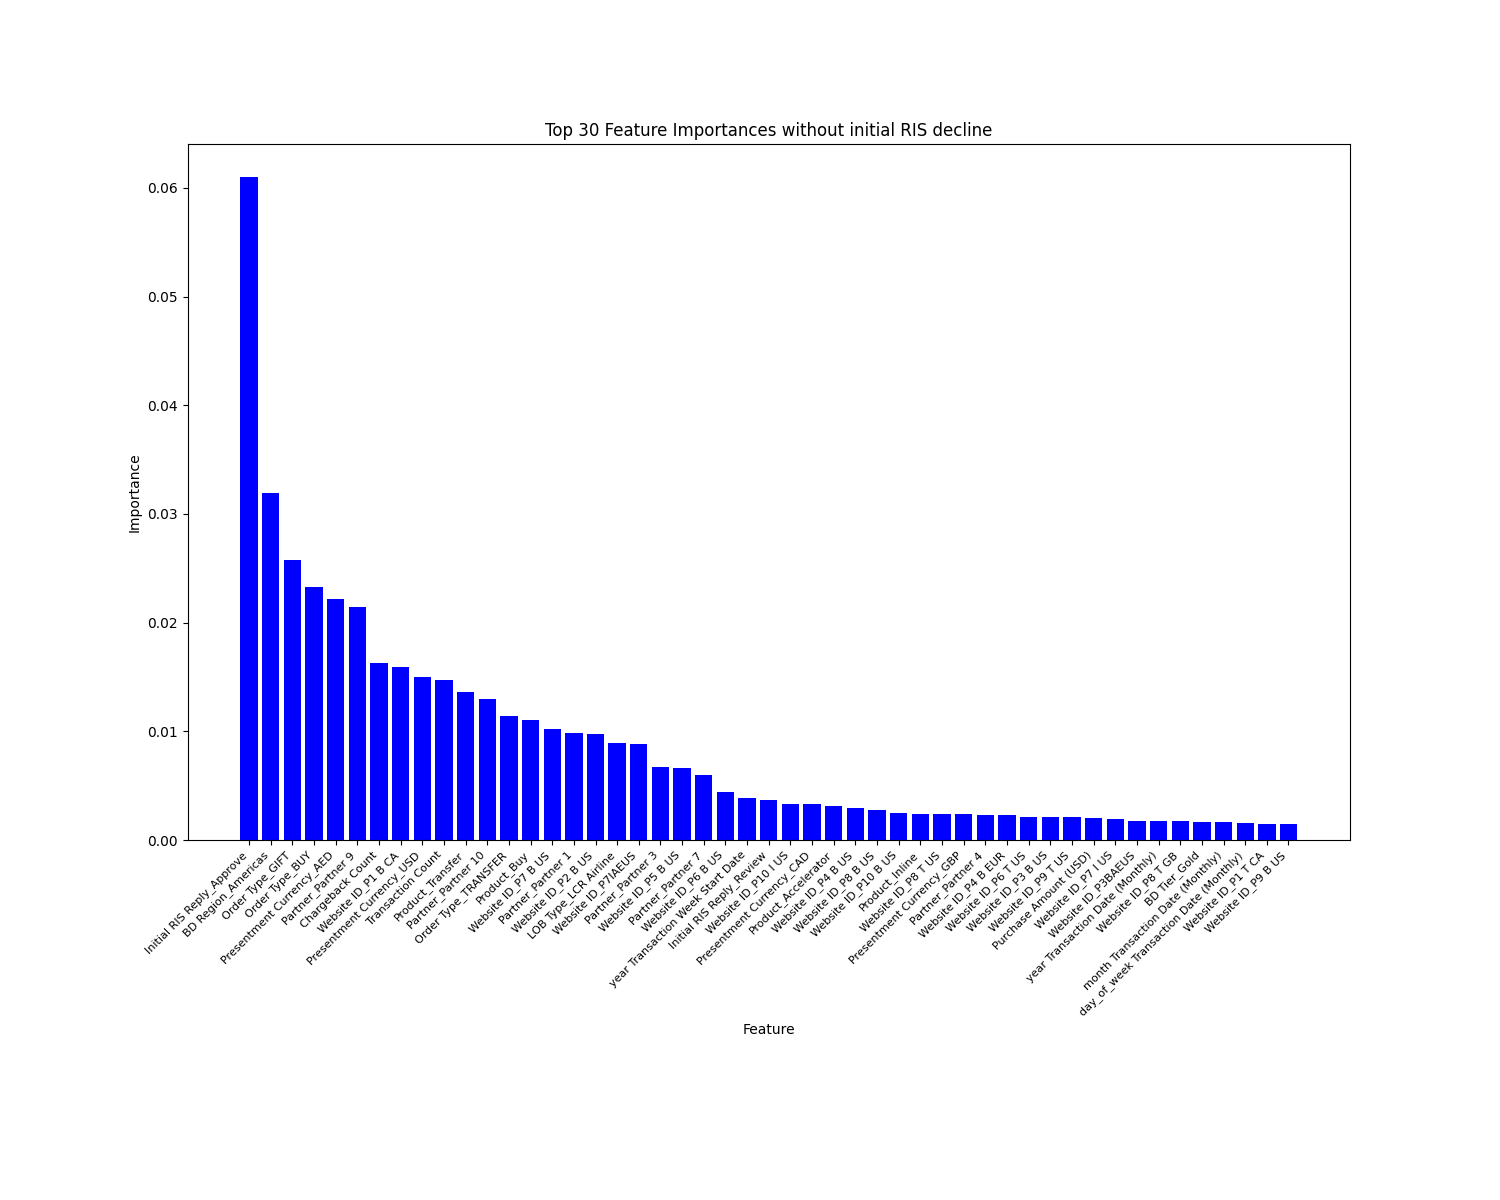 Top 30 Feature Importances without initial RIS decline
Importance
0.06
0.05
0.04
0.03
0.02
0.01
0.00
Initial RIS Reply_Approve
BD Region_Americas
Order Type_GIFT
Order Type_BUY
Presentment Currency_AED
Partner_Partner 9
Chargeback Count
Website ID_P1 B CA
Presentment Currency_USD
Transaction Count
Product_Transfer
Partner_Partner 10
Order Type_TRANSFER
Product_Buy
Website ID_P7 B US
Partner_Partner 1
Website ID_P2 B US
LOB Type_LCR Airline
Website ID_P7IAEUS
Partner_Partner 3
Website ID_P5 B US
Partner_Partner 7
Website ID_P6 B US
year Transaction Week Start Date
Initial RIS Reply_Review
Website ID_P10 I US
Presentment Currency_CAD
Product_Accelerator
Website ID_P4 B US
Website ID_P8 B US
Website ID_P10 B US
Product_Inline
Website ID_P8 T US
Presentment Currency_GBP
Partner_Partner 4
Website ID_P4 B EUR
Website ID_P6 T US
Website ID_P3 B US
Website ID_P9 T US
Purchase Amount (USD)
Website ID_P7 I US
Website ID_P3BAEUS
year Transaction Date (Monthly)
Website ID_P8 T GB
BD Tier_Gold
month Transaction Date (Monthly)
day_of_week Transaction Date (Monthly)
Website ID_P1 T CA
Website ID_P9 B US
Feature